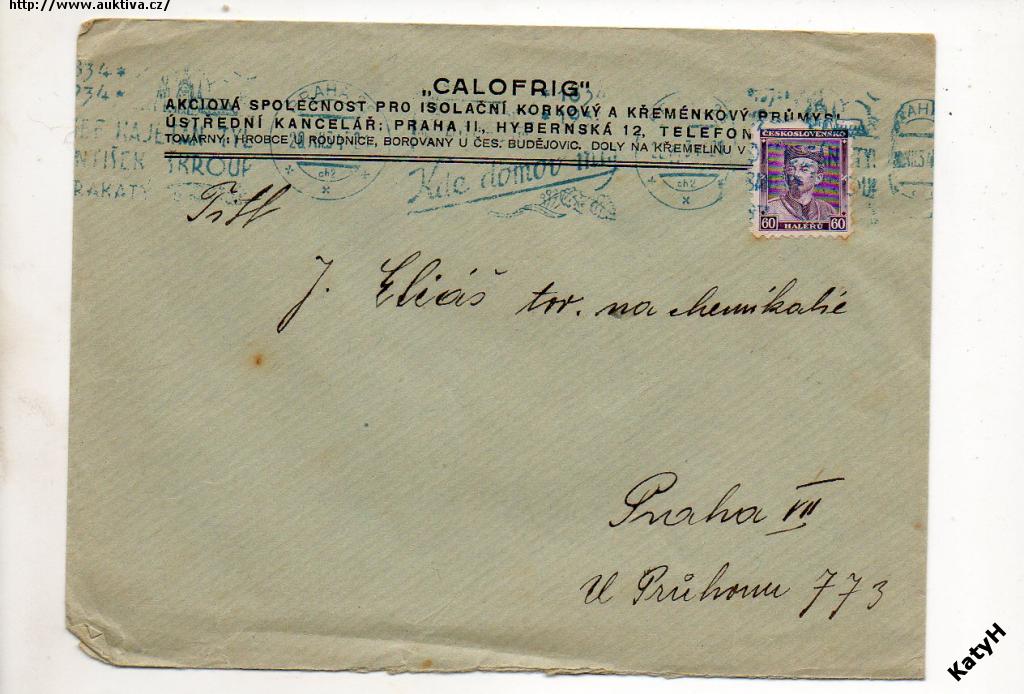 http://www.auktiva.cz/
„CALOFRIG"
AKCIOVÁ SPOLEČNOST PRO ISOLAČNÍ KORKOVÝ A KŘEMÉNKOVÝ PRŮMYSL
ÚSTŘEDNÍ KANCELÁŘ: PRAHA II., HYBERNSKÁ 12, TELEFON
TOVÁRNY: HROBCE U ROUDNICE, BOROVANY U ČES. BUDĚJOVIC. DOLY NA KŘEMELINU V
ČESKOSLOVENSKO
60 HALÉŘŮ 60
Kde domov můj
J. Eliáš tov. na chemikalie
Praha VII
U Průhonu 773
KatyH